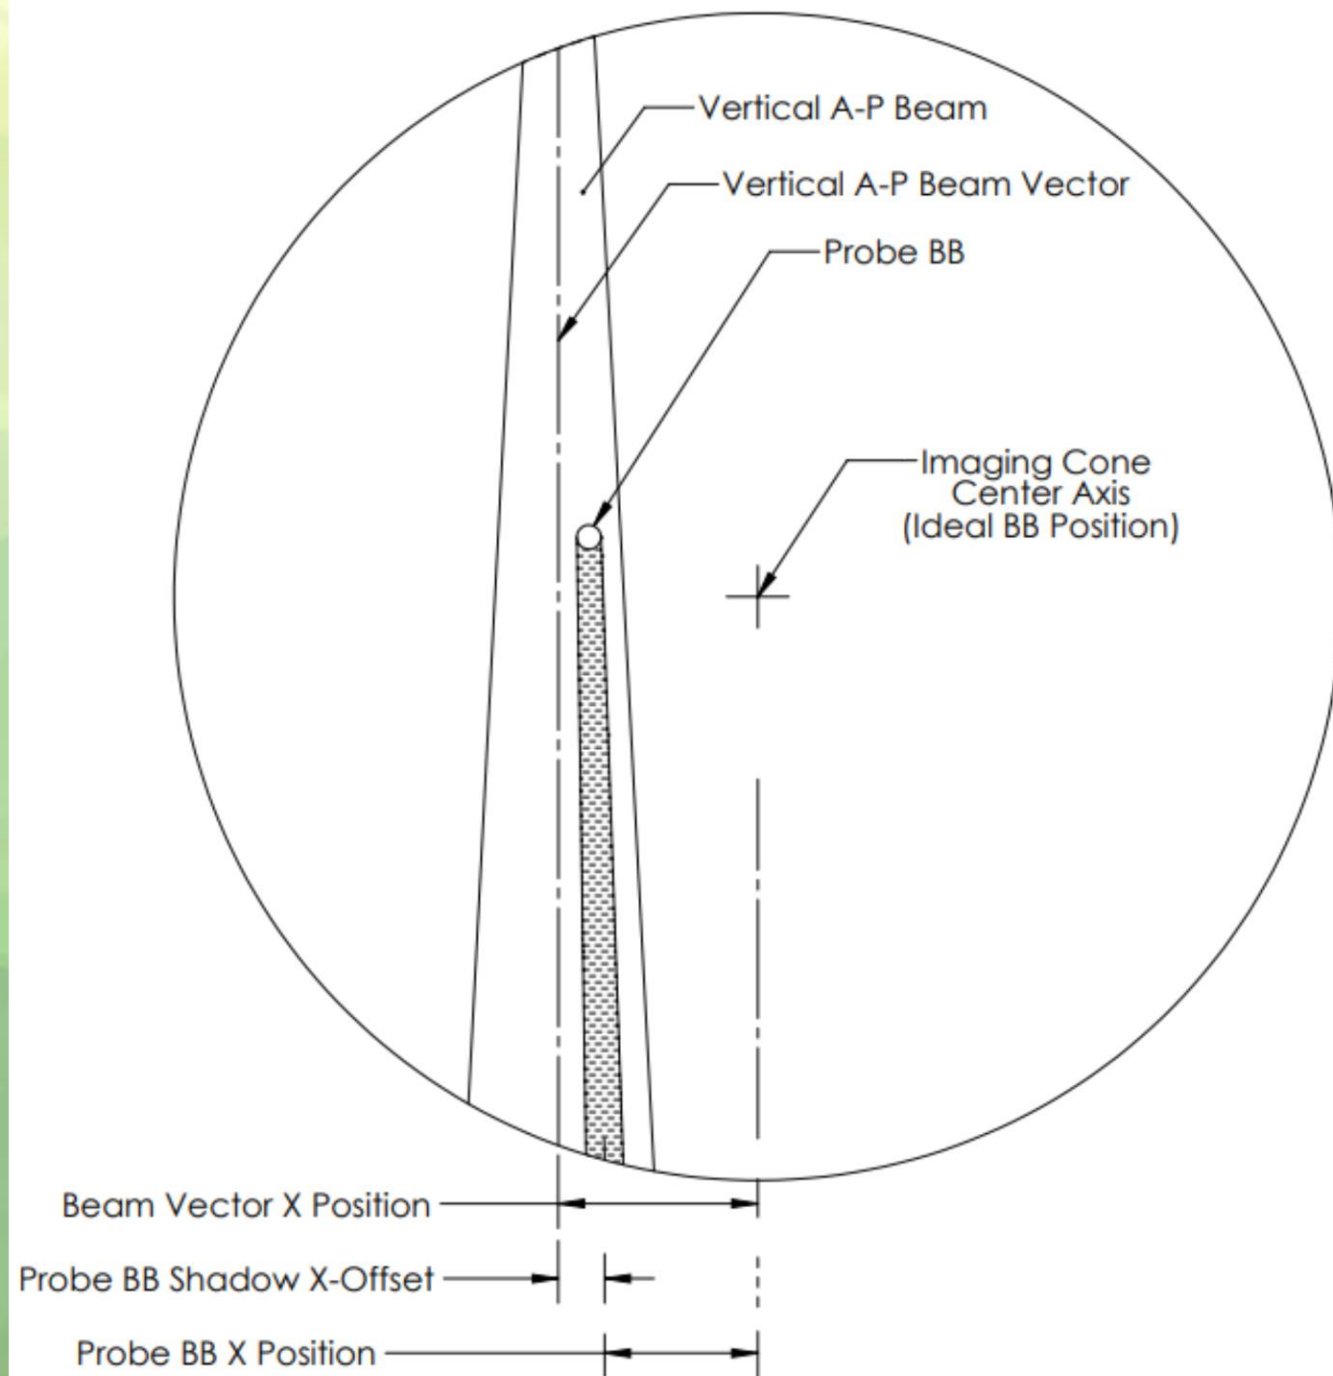 Vertical A-P Beam
Vertical A-P Beam Vector
Probe BB
Imaging Cone
Center Axis
(Ideal BB Position)
Beam Vector X Position
Probe BB Shadow X-Offset
Probe BB X Position